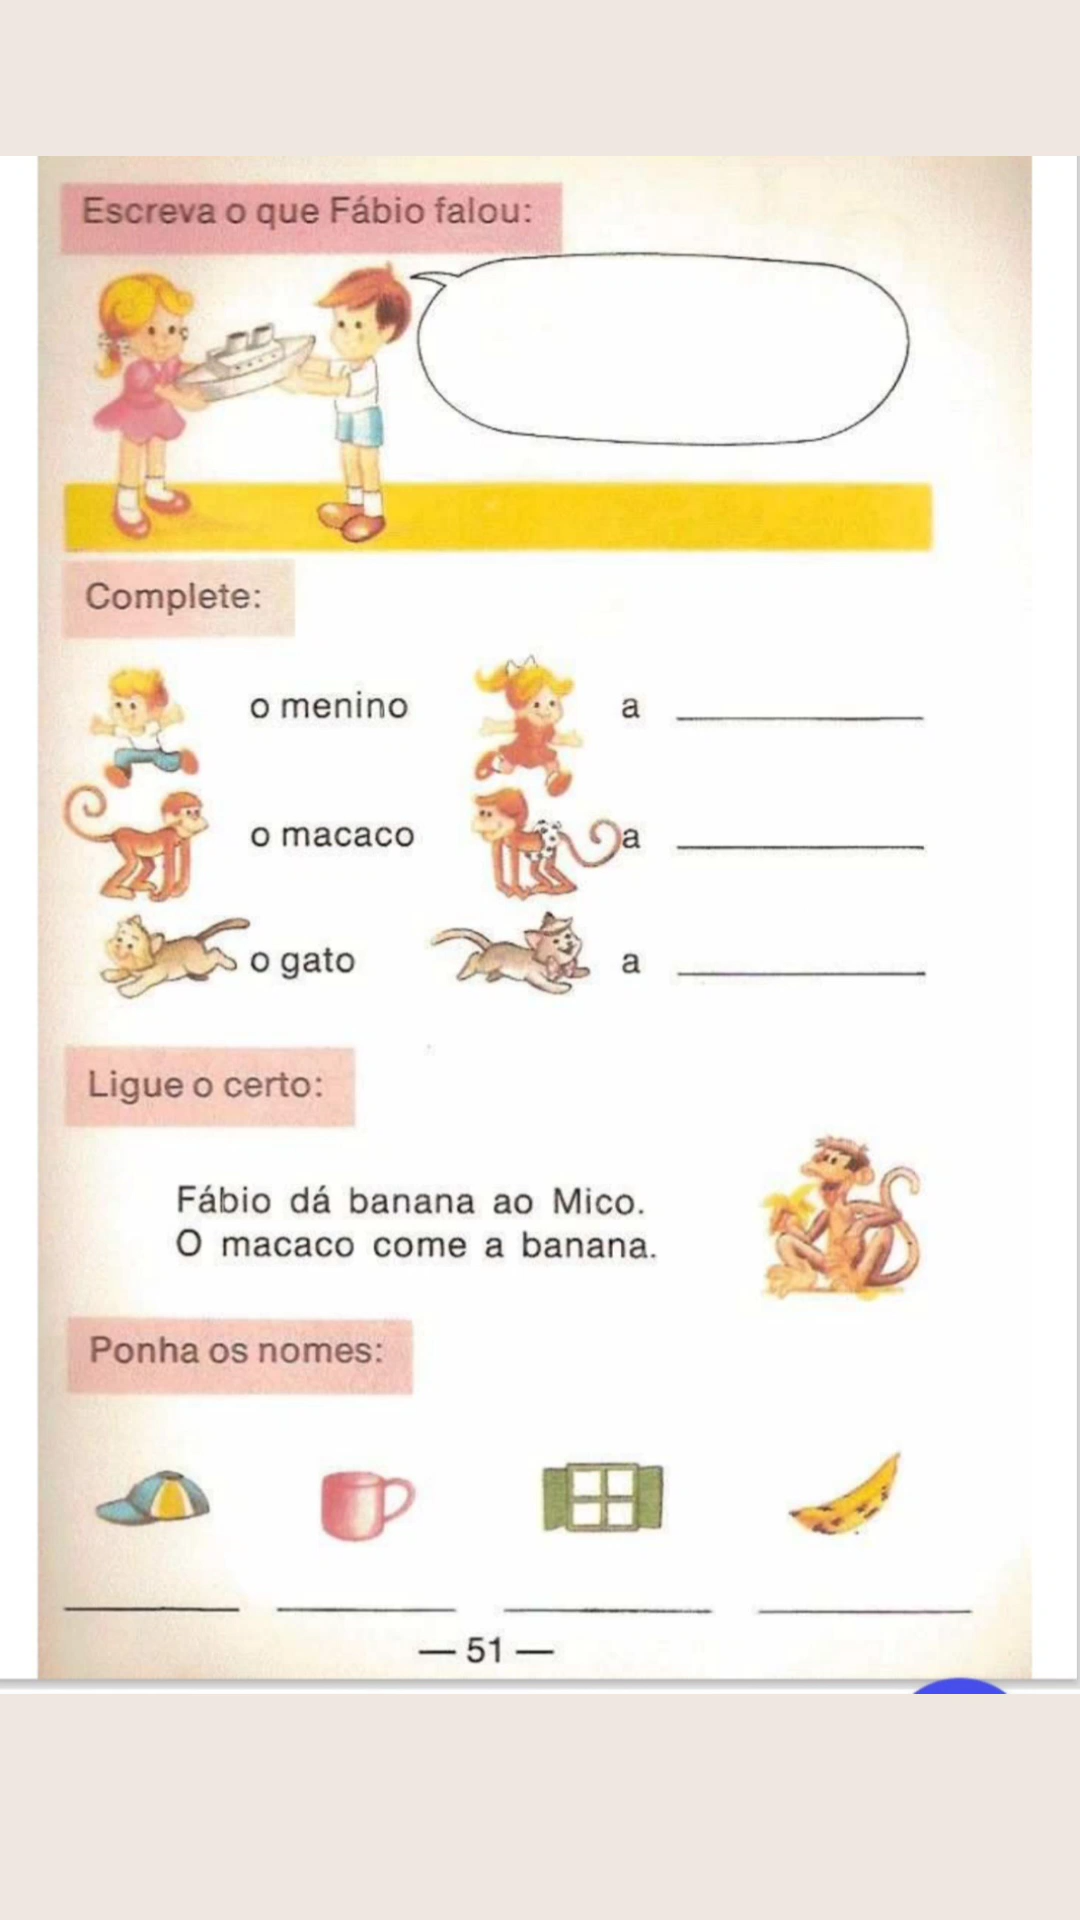 Escreva o que Fábio falou:
Complete:
o menino a
o macaco a
o gato a
Ligue o certo:
Fábio dá banana ao Mico.
O macaco come a banana.
Ponha os nomes:
— 51 —